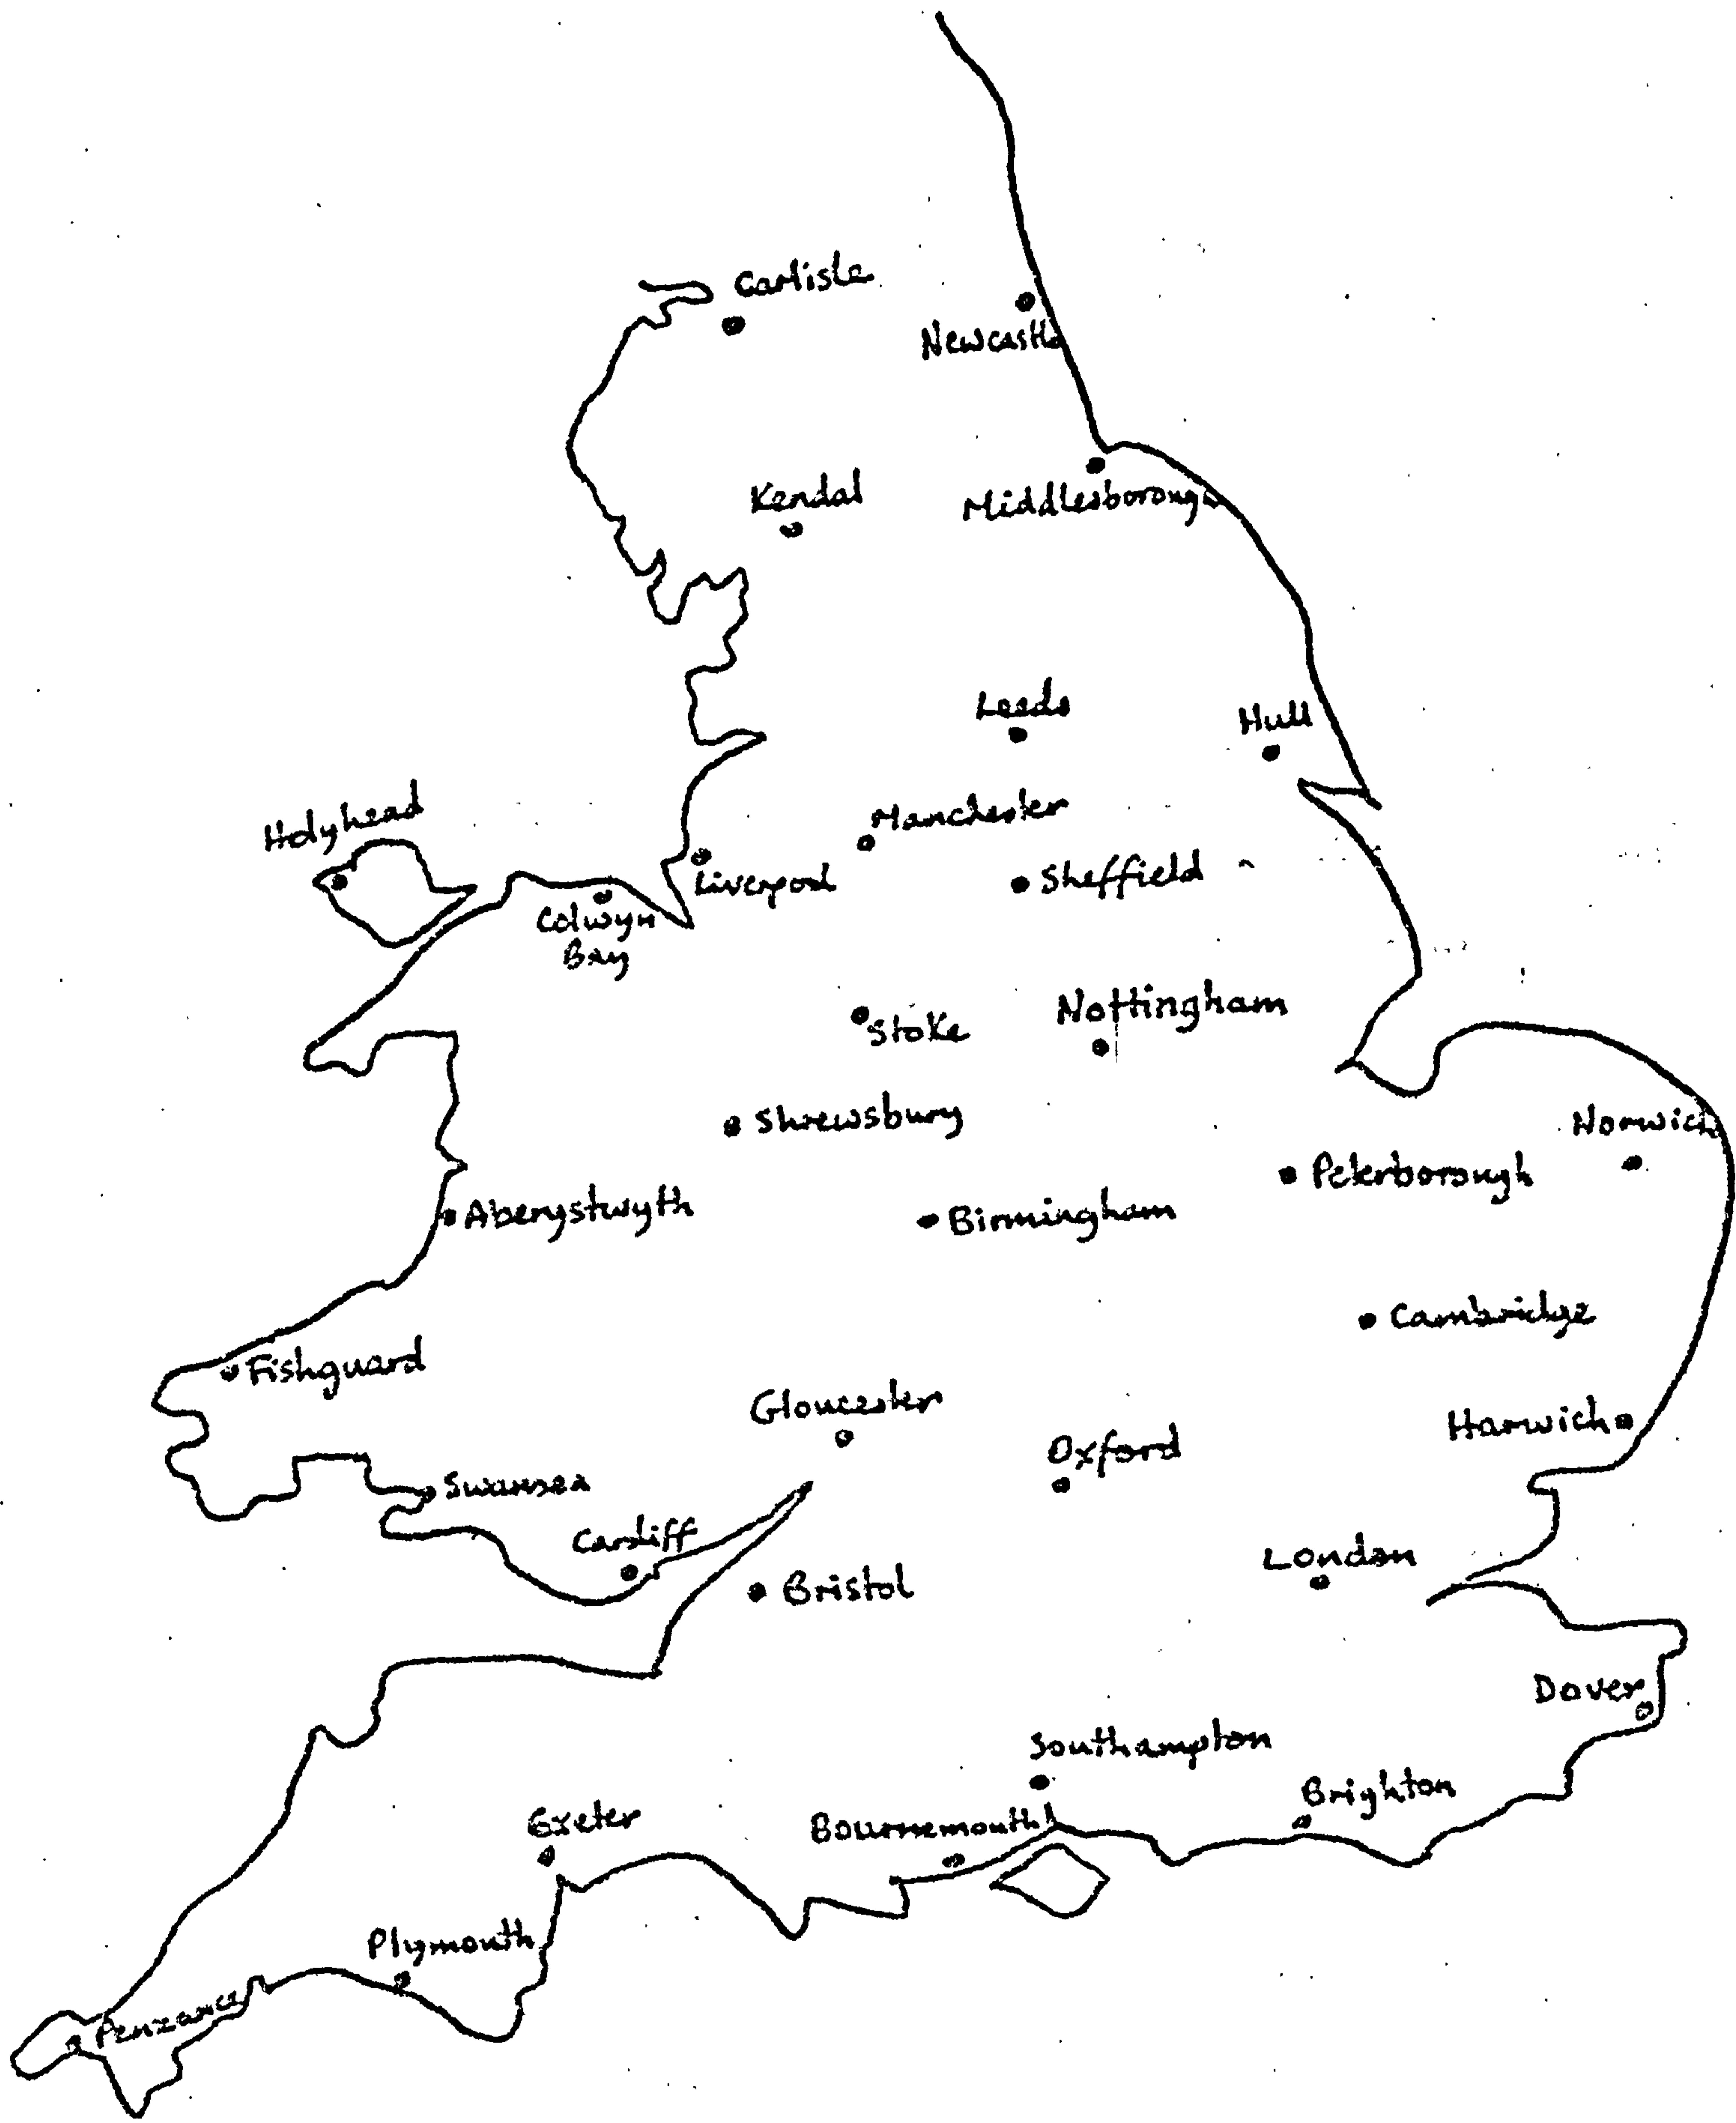 Carlisle
Newcastle
Kendal
Middlesborough
Leeds
Hull
Holyhead
Manchester
Liverpool
Sheffield
Colwyn
Bay
Nottingham
Stoke
Shrewsbury
Norwich
Peterborough
Aberystwyth
Birmingham
Cambridge
Fishguard
Gloucester
Harwich
Oxford
Swansea
Cardiff
London
Bristol
Dover
Southampton
Brighton
Exeter
Bournemouth
Plymouth
Penzance